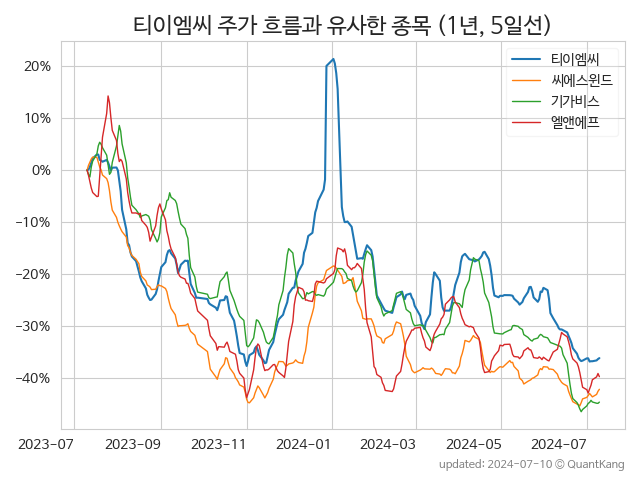 티이엠씨 주가 흐름과 유사한 종목 (1년, 5일선)
티이엠씨
씨에스윈드
기가비스
엘앤에프
20%
10%
0%
−10%
−20%
−30%
−40%
2023-07 2023-09 2023-11 2024-01 2024-03 2024-05 2024-07
updated: 2024-07-10 © QuantKang